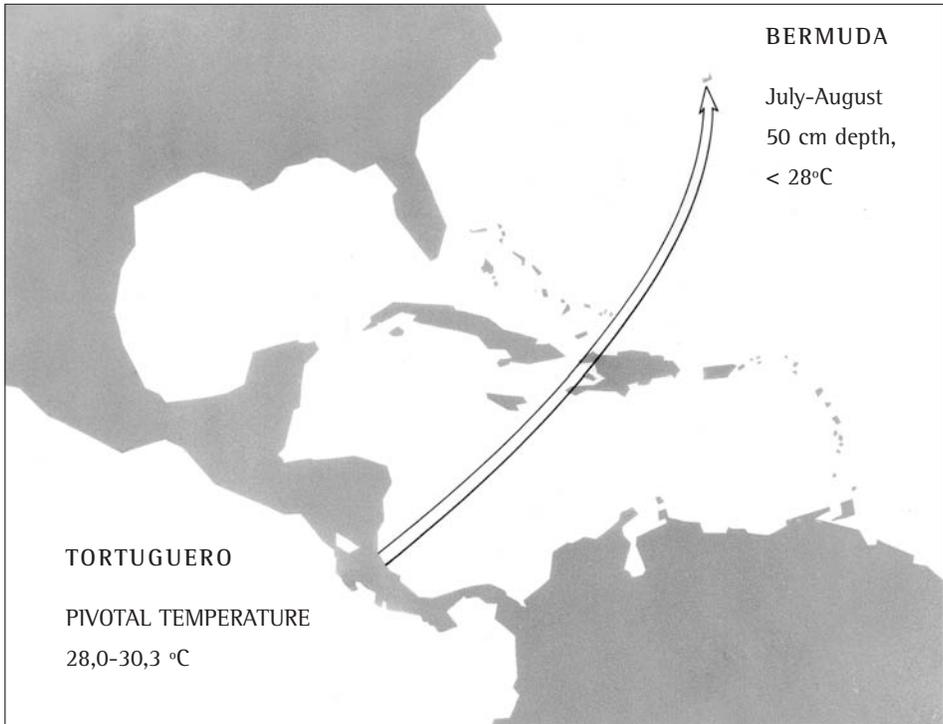 BERMUDA
July-August
50 cm depth,
< 28ºC
TORTUGUERO
PIVOTAL TEMPERATURE
28,0-30,3 ºC